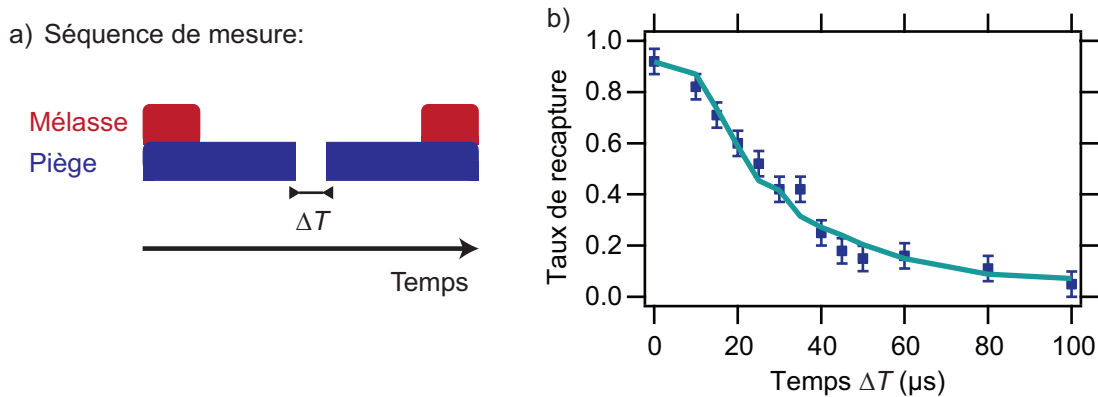 a) Séquence de mesure:
Mélasse
Piège
ΔT
Temps
b)
Taux de recapture
1.0
0.8
0.6
0.4
0.2
0.0
0 20 40 60 80 100
Temps ΔT (µs)